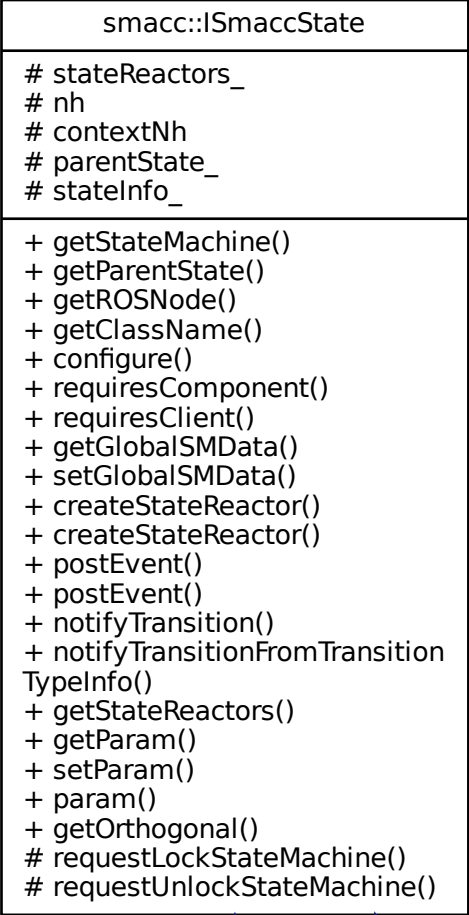 smacc::ISmaccState
# stateReactors_
# nh
# contextNh
# parentState_
# stateInfo_
+ getStateMachine()
+ getParentState()
+ getROSNode()
+ getClassName()
+ configure()
+ requiresComponent()
+ requiresClient()
+ getGlobalSMData()
+ setGlobalSMData()
+ createStateReactor()
+ createStateReactor()
+ postEvent()
+ postEvent()
+ notifyTransition()
+ notifyTransitionFromTransition
TypeInfo()
+ getStateReactors()
+ getParam()
+ setParam()
+ param()
+ getOrthogonal()
# requestLockStateMachine()
# requestUnlockStateMachine()